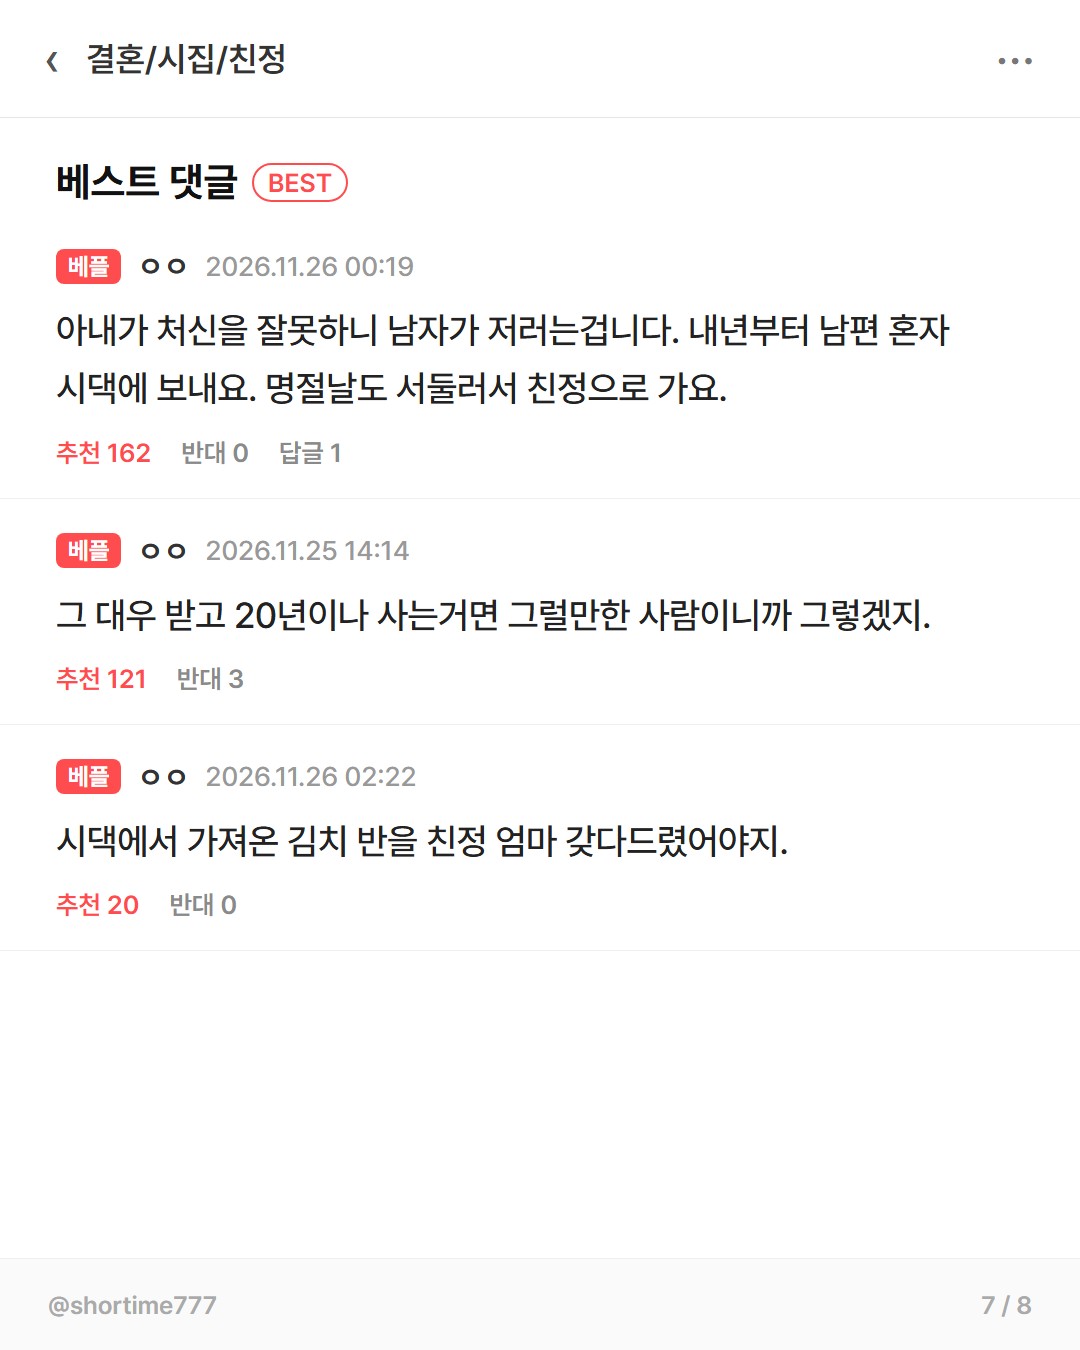 결혼/시집/친정
베스트 댓글 BEST
베플 ㅇㅇ 2026.11.26 00:19
아내가 처신을 잘못하니 남자가 저러는겁니다. 내년부터 남편 혼자
시댁에 보내요. 명절날도 서둘러서 친정으로 가요.
추천 162 반대 0 답글 1
베플 ㅇㅇ 2026.11.25 14:14
그 대우 받고 20년이나 사는거면 그럴만한 사람이니까 그렇겠지.
추천 121 반대 3
베플 ㅇㅇ 2026.11.26 02:22
시댁에서 가져온 김치 반을 친정 엄마 갖다드렸어야지.
추천 20 반대 0
@shortime777 7 / 8